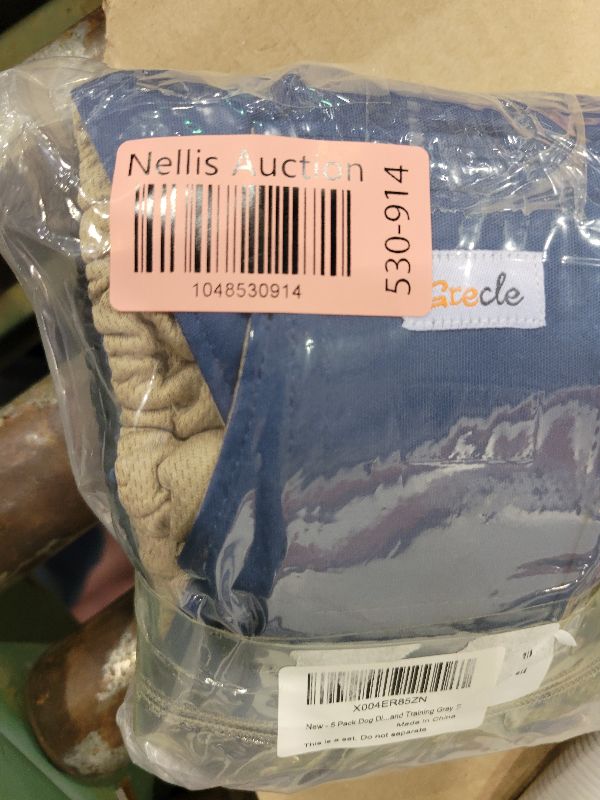 Nellis Auction
1048530914
530-914
Grecle
X004ER85ZN
New - 5 Pack Dog Di...and Training Gray S
Made in China
This is a set. Do not separate